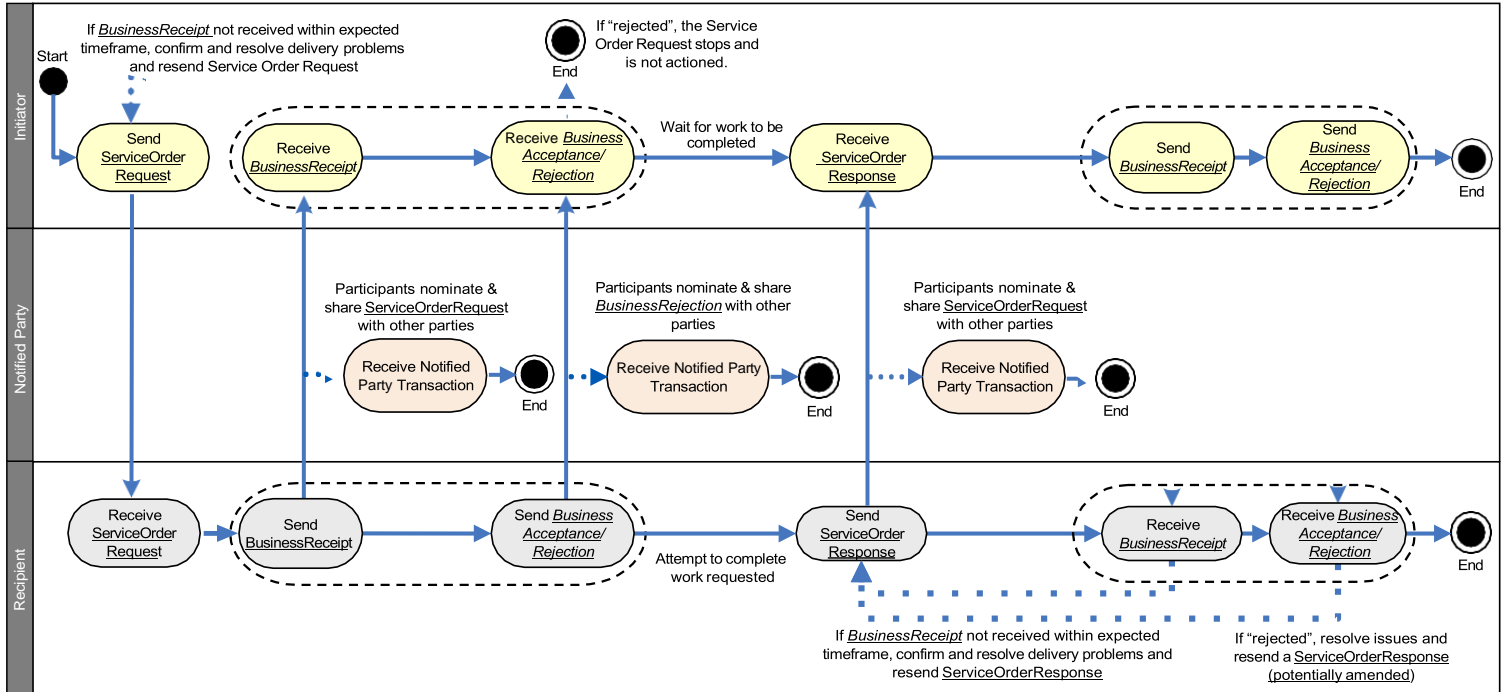 Initiator
Start
If BusinessReceipt not received within expected
timeframe, confirm and resolve delivery problems
and resend Service Order Request
End
If “rejected”, the Service
Order Request stops and
is not actioned.
Send
ServiceOrder
Request
Receive
BusinessReceipt
Receive Business
Acceptance/
Rejection
Wait for work to be
completed
Receive
ServiceOrder
Response
Send
BusinessReceipt
Send
Business
Acceptance/
Rejection
End
Notified Party
Participants nominate &
share ServiceOrderRequest
with other parties
Receive Notified
Party Transaction
End
Participants nominate & share
BusinessRejection with other
parties
Receive Notified Party
Transaction
End
Participants nominate &
share ServiceOrderRequest
with other parties
Receive Notified
Party Transaction
End
Recipient
Receive
ServiceOrder
Request
Send
BusinessReceipt
Send Business
Acceptance/
Rejection
Attempt to complete
work requested
Send
ServiceOrder
Response
Receive
BusinessReceipt
Receive Business
Acceptance/
Rejection
End
If BusinessReceipt not received within expected
timeframe, confirm and resolve delivery problems and
resend ServiceOrderResponse
If “rejected”, resolve issues and
resend a ServiceOrderResponse
(potentially amended)